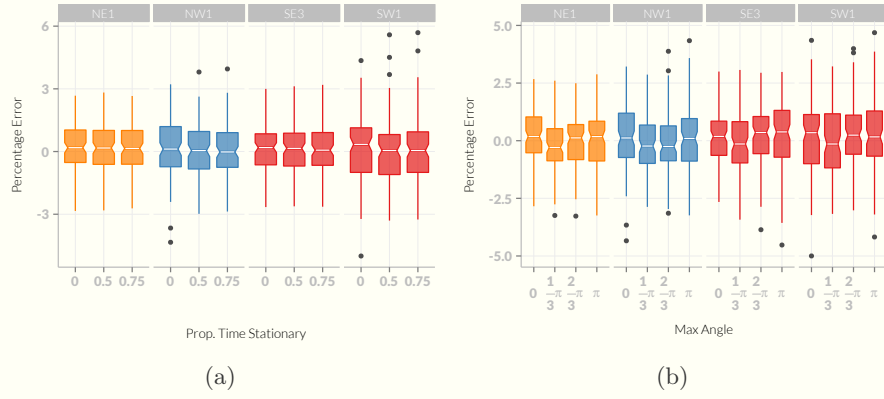 NE1 NW1 SE3 SW1
6
3
0
-3
Percentage Error
0 0.5 0.75 0 0.5 0.75 0 0.5 0.75 0 0.5 0.75
Prop. Time Stationary
(a)
NE1 NW1 SE3 SW1
5.0
2.5
0.0
-2.5
-5.0
Percentage Error
0 1/3 π 2/3 π π 0 1/3 π 2/3 π π 0 1/3 π 2/3 π π 0 1/3 π 2/3 π π
Max Angle
(b)